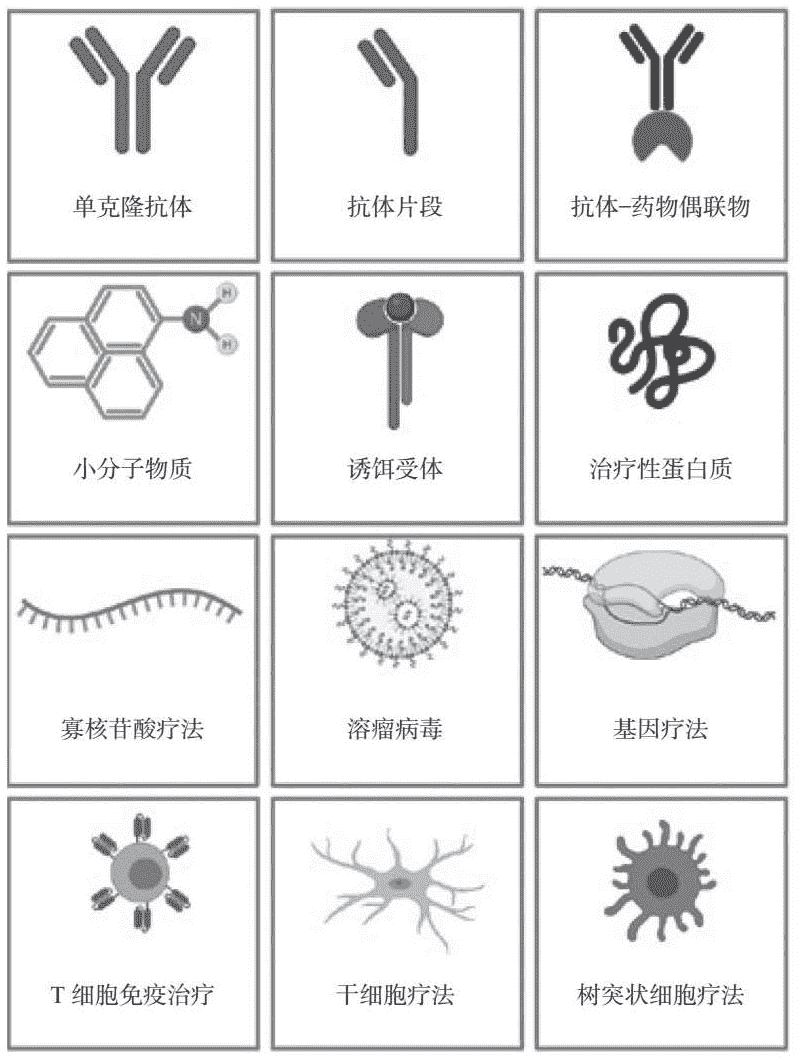 单克隆抗体
抗体片段
抗体-药物偶联物
N
H
H
小分子物质
诱饵受体
治疗性蛋白质
寡核苷酸疗法
溶瘤病毒
基因疗法
T 细胞免疫治疗
干细胞疗法
树突状细胞疗法